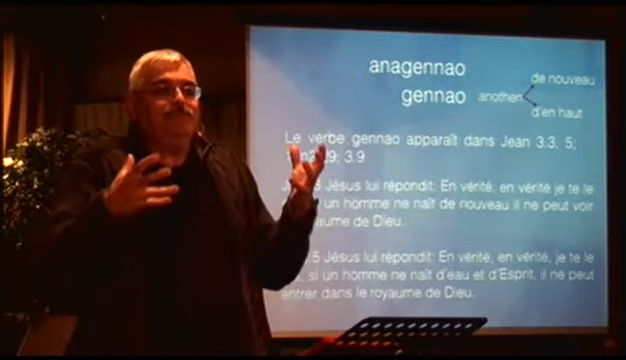 anagennao
gennao anothen
de nouveau
d'en haut
Le verbe gennao apparaît dans Jean 3.3, 5;
9; 3.9
Jésus lui répondit: En vérité, en vérité je te le
un homme ne naît de nouveau il ne peut voir
de Dieu.
5 Jésus lui répondit: En vérité, en vérité, je te le
si un homme ne naît d'eau et d'Esprit, il ne peut
entrer dans le royaume de Dieu.